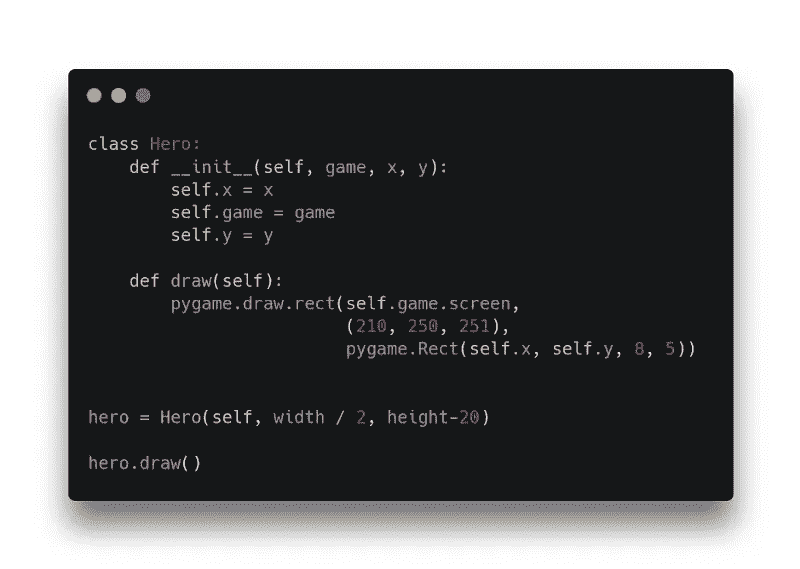 class Hero:
    def __init__(self, game, x, y):
        self.x = x
        self.game = game
        self.y = y

    def draw(self):
        pygame.draw.rect(self.game.screen,
                         (210, 250, 251),
                         pygame.Rect(self.x, self.y, 8, 5))

hero = Hero(self, width / 2, height-20)

hero.draw()